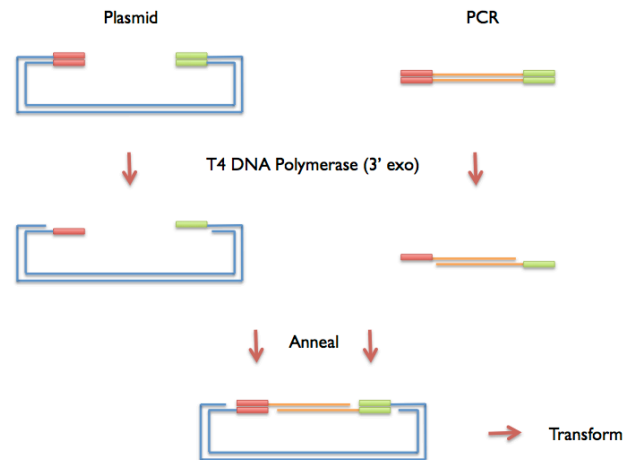 Plasmid
PCR
T4 DNA Polymerase (3' exo)
Anneal
Transform